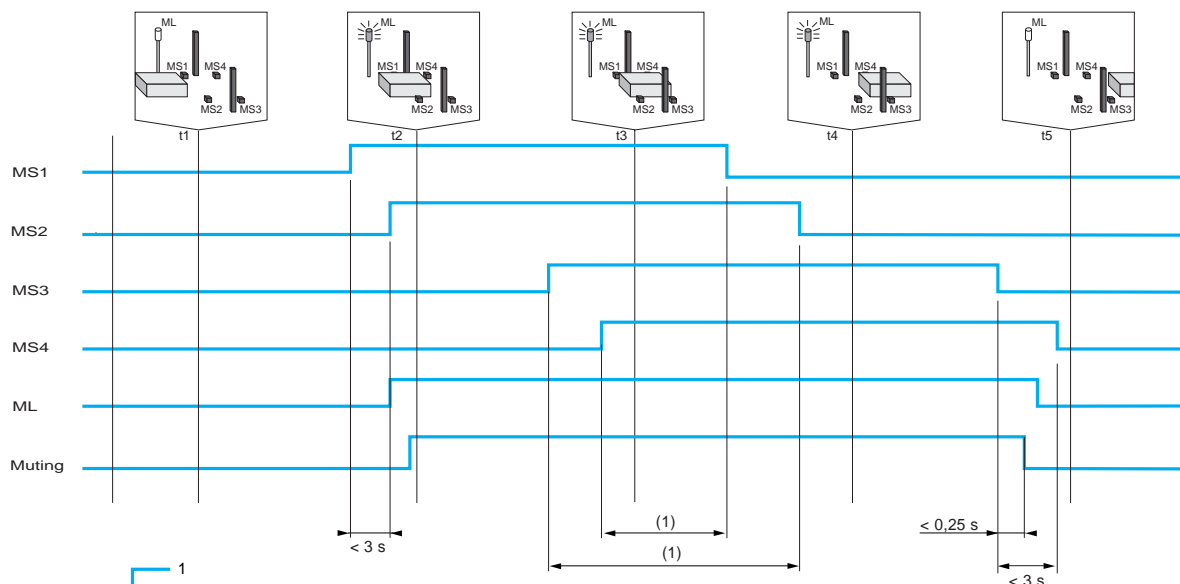 ML
MS1 MS4
MS2 MS3
t1
ML
MS1 MS4
MS2 MS3
t2
ML
MS1 MS4
MS2 MS3
t3
ML
MS1 MS4
MS2 MS3
t4
ML
MS1 MS4
MS2 MS3
t5
MS1
MS2
MS3
MS4
ML
Muting
< 3 s
(1)
(1)
< 0,25 s
< 3 s
1